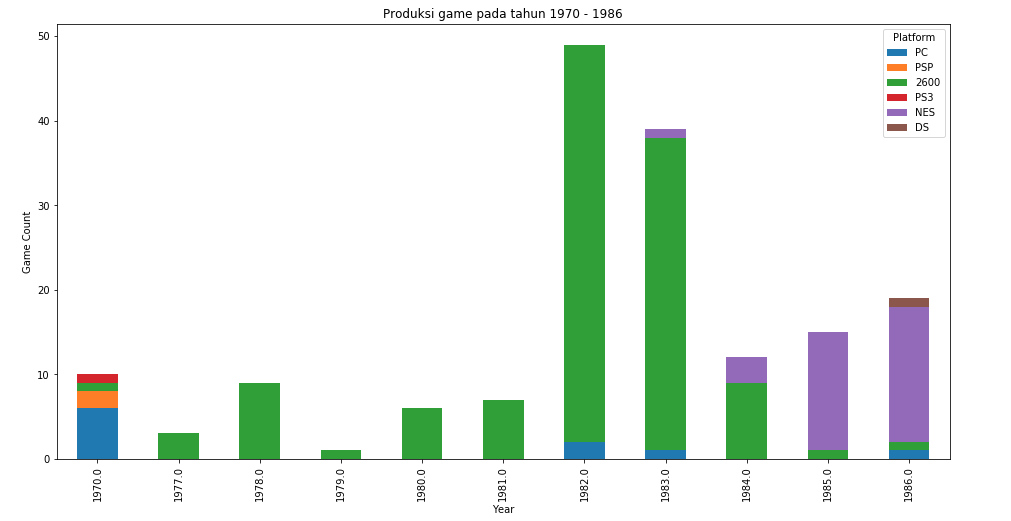 Produksi game pada tahun 1970 - 1986
Platform
PC
PSP
2600
PS3
NES
DS
Game Count
50
40
30
20
10
0
1970.0
1977.0
1978.0
1979.0
1980.0
1981.0
1982.0
1983.0
1984.0
1985.0
1986.0
Year